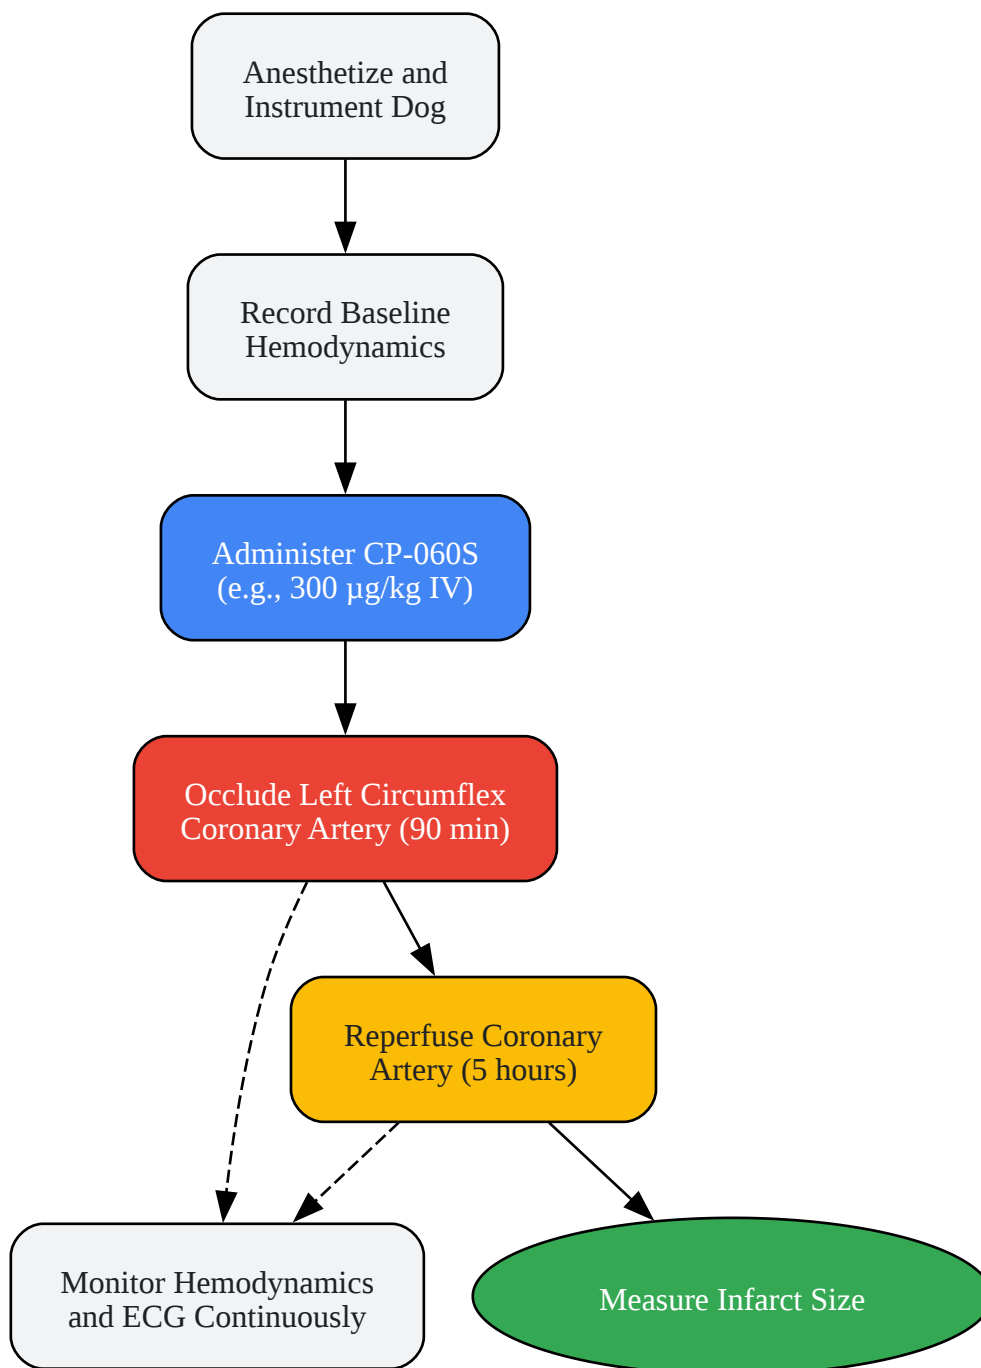 Anesthetize and
Instrument Dog
Record Baseline
Hemodynamics
Administer CP-060S
(e.g., 300 µg/kg IV)
Occlude Left Circumflex
Coronary Artery (90 min)
Reperfuse Coronary
Artery (5 hours)
Monitor Hemodynamics
and ECG Continuously
Measure Infarct Size